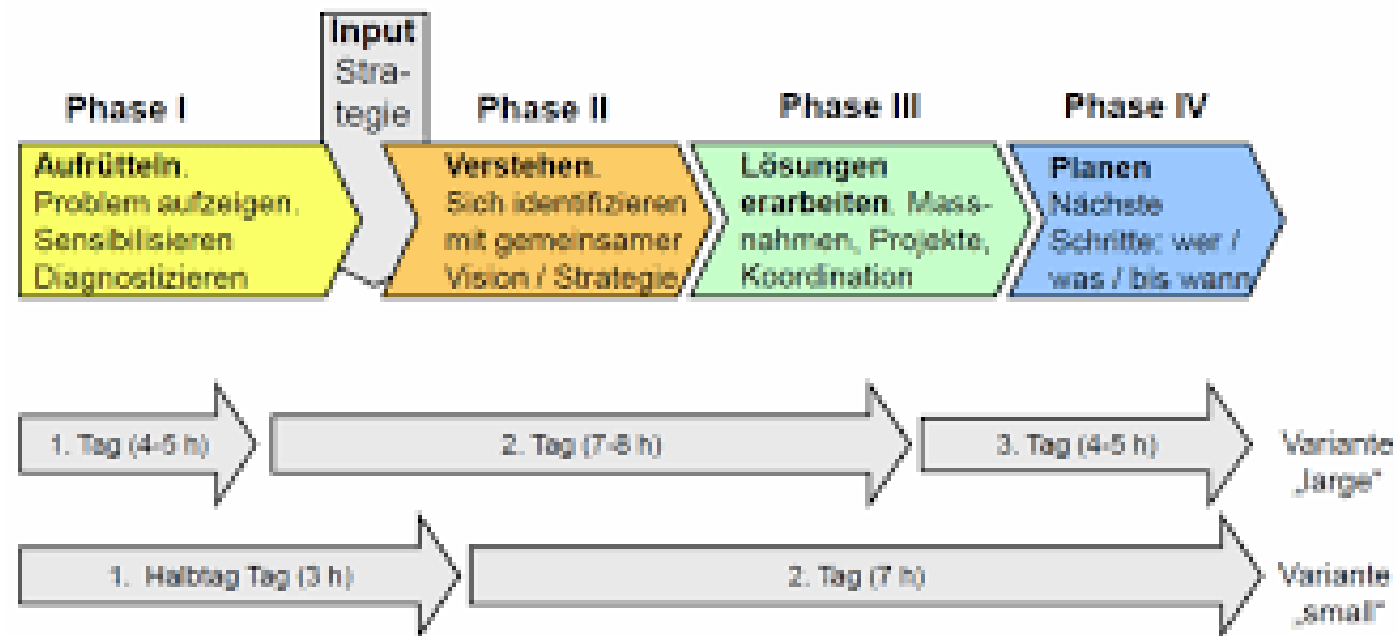 Input
Stra-
tegie
Phase I
Phase II
Phase III
Phase IV
Aufrütteln.
Problem aufzeigen.
Sensibilisieren
Diagnostizieren
Verstehen.
Sich identifizieren
mit gemeinsamer
Vision / Strategie
Lösungen
erarbeiten. Mass-
nahmen, Projekte,
Koordination
Planen
Nächste
Schritte: wer /
was / bis wann
1. Tag (4-5 h)
2. Tag (7-8 h)
3. Tag (4-5 h)
Variante
„large“
1. Halbtag Tag (3 h)
2. Tag (7 h)
Variante
„small“